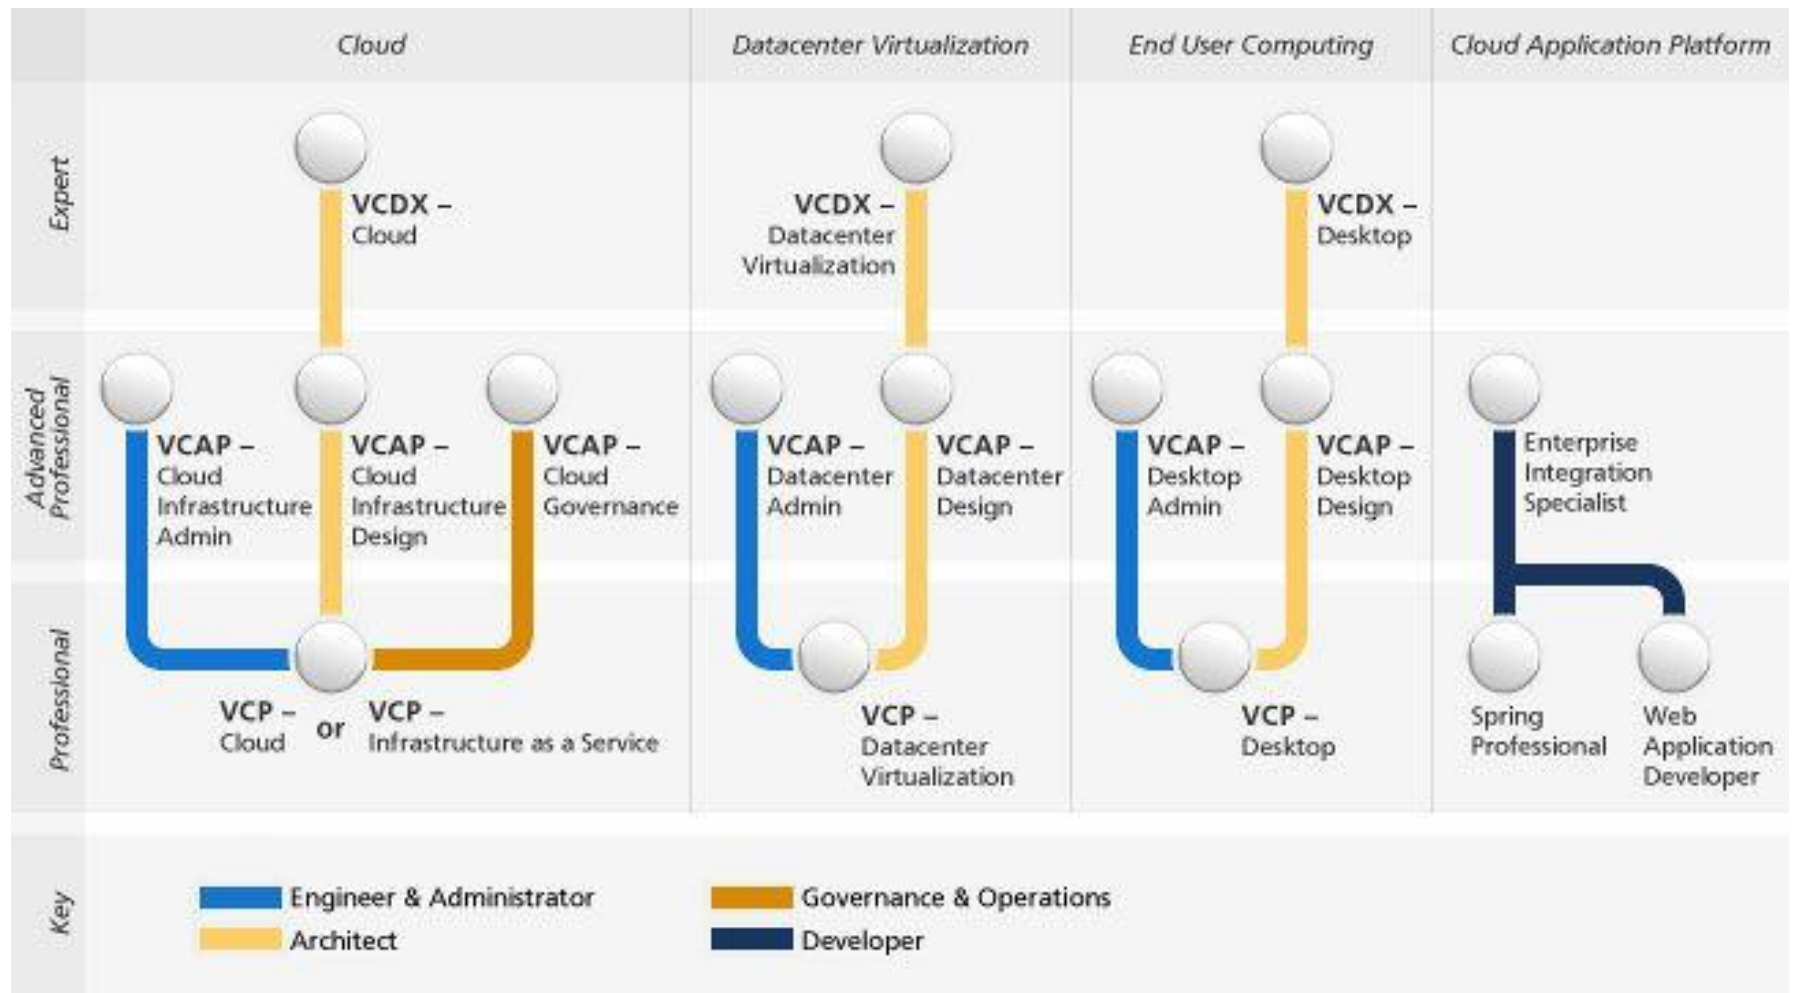 Cloud
Datacenter Virtualization
End User Computing
Cloud Application Platform
Expert
VCDX –
Cloud
VCDX –
Datacenter
Virtualization
VCDX –
Desktop
Advanced
Professional
VCAP –
Cloud
Infrastructure
Admin
VCAP –
Cloud
Infrastructure
Design
VCAP –
Cloud
Governance
VCAP –
Datacenter
Admin
VCAP –
Datacenter
Design
VCAP –
Desktop
Admin
VCAP –
Desktop
Design
Enterprise
Integration
Specialist
Professional
VCP –
Cloud
or
VCP –
Infrastructure as a Service
VCP –
Datacenter
Virtualization
VCP –
Desktop
Spring
Professional
Web
Application
Developer
Key
Engineer & Administrator
Architect
Governance & Operations
Developer